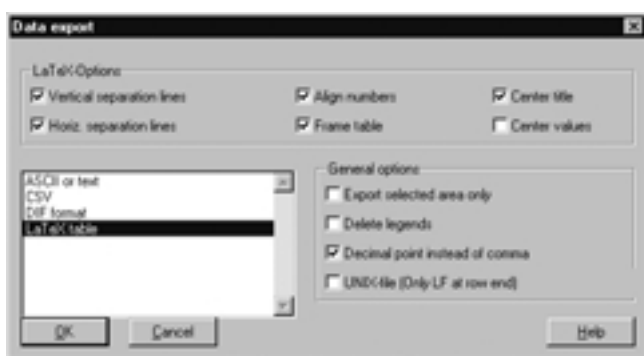 Data export
LaTeX-Options
Vertical separation lines
Align numbers
Center title
Horiz. separation lines
Frame table
Center values
ASCII or text
CSV
DIF format
LaTeX table
General options
Export selected area only
Delete legends
Decimal point instead of comma
UNIX-file (Only LF at row end)
OK
Cancel
Help